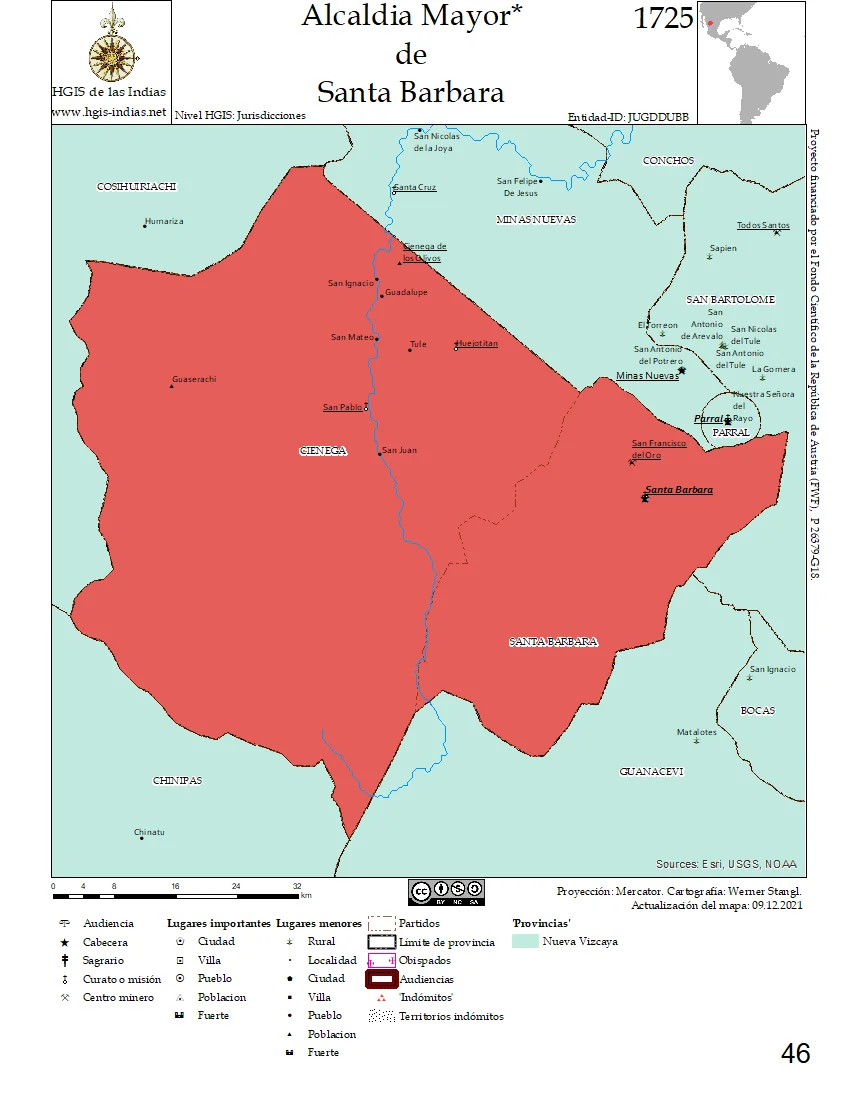 Alcaldia Mayor*
de
Santa Barbara
1725
HGIS de las Indias
www.hgis-indias.net
Nivel HGIS: Jurisdicciones
Entidad-ID: JUGDDUBB
San Nicolas
de la Joya
CONCHOS
COSIHUIRIACHI
Santa Cruz
San Felipe
De Jesus
Humariza
MINAS NUEVAS
Todos Santos
Cienega de
los Olivos
Sapien
San Ignacio
Guadalupe
SAN BARTOLOME
San
Antonio
de Arevalo
El Torreon
San Nicolas
del Tule
San Mateo
Tule
Huejotitan
San Antonio
del Potrero
San Antonio
del Tule
La Gomera
Minas Nuevas
Guaserachi
Nuestra Señora
del
Rayo
San Pablo
Parral
PARRAL
San Francisco
del Oro
CIENEGA
San Juan
Santa Barbara
SANTA BARBARA
San Ignacio
BOCAS
Matalotes
GUANACEVI
CHINIPAS
Chinatu
Sources: Esri, USGS, NOAA
Proyecto financiado por el Fondo Científico de la República de Austria (FWF), P 26379-G18.
0 4 8 16 24 32
km
cc
BY NC SA
Proyección: Mercator. Cartografía: Werner Stangl.
Actualización del mapa: 09.12.2021
Audiencia
Cabecera
Sagrario
Curato o misión
Centro minero
Lugares importantes
Ciudad
Villa
Pueblo
Poblacion
Fuerte
Lugares menores
Rural
Localidad
Ciudad
Villa
Pueblo
Poblacion
Fuerte
Partidos
Límite de provincia
Obispados
Audiencias
'Indómitos'
Territorios indómitos
'Provincias'
Nueva Vizcaya
46